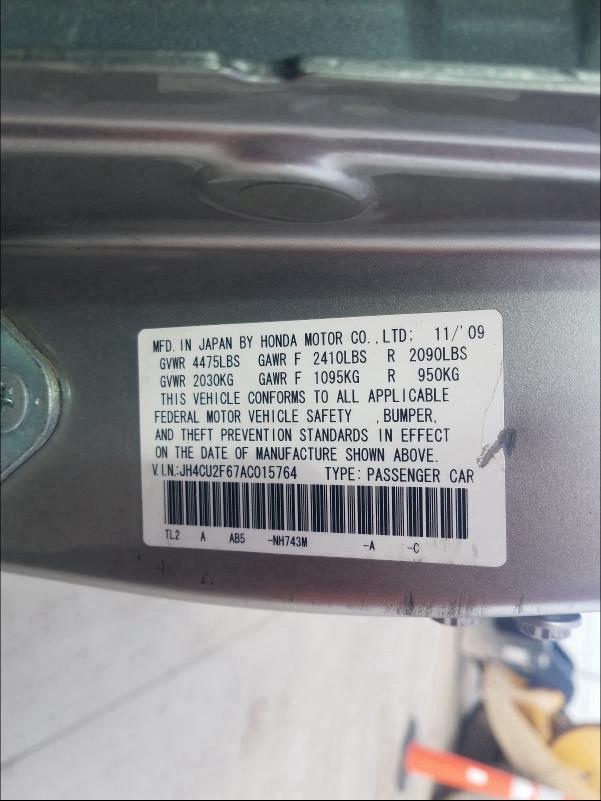 MFD. IN JAPAN BY HONDA MOTOR CO.,LTD; 11/'09
GVWR 4475LBS GAWR F 2410LBS R 2090LBS
GVWR 2030KG GAWR F 1095KG R 950KG
THIS VEHICLE CONFORMS TO ALL APPLICABLE
FEDERAL MOTOR VEHICLE SAFETY ,BUMPER,
AND THEFT PREVENTION STANDARDS IN EFFECT
ON THE DATE OF MANUFACTURE SHOWN ABOVE.
V.I.N.:JH4CU2F67AC015764 TYPE: PASSENGER CAR
TL2 A AB5 -NH743M -A -C